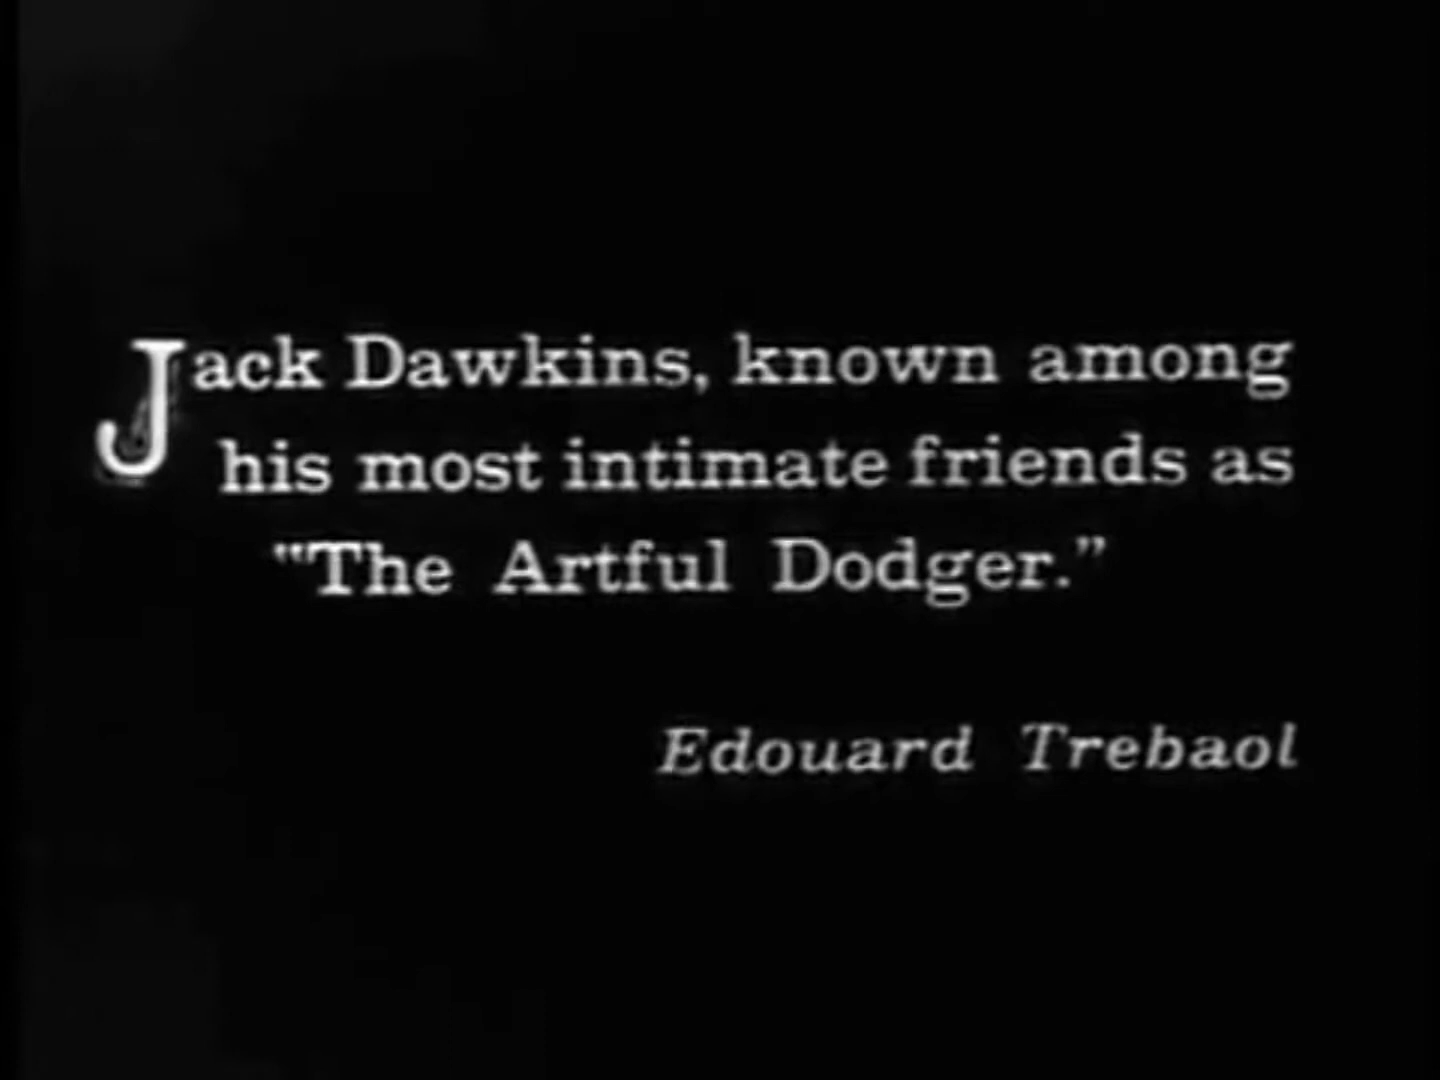 Jack Dawkins, known among
his most intimate friends as
"The Artful Dodger."
Edouard Trebaol